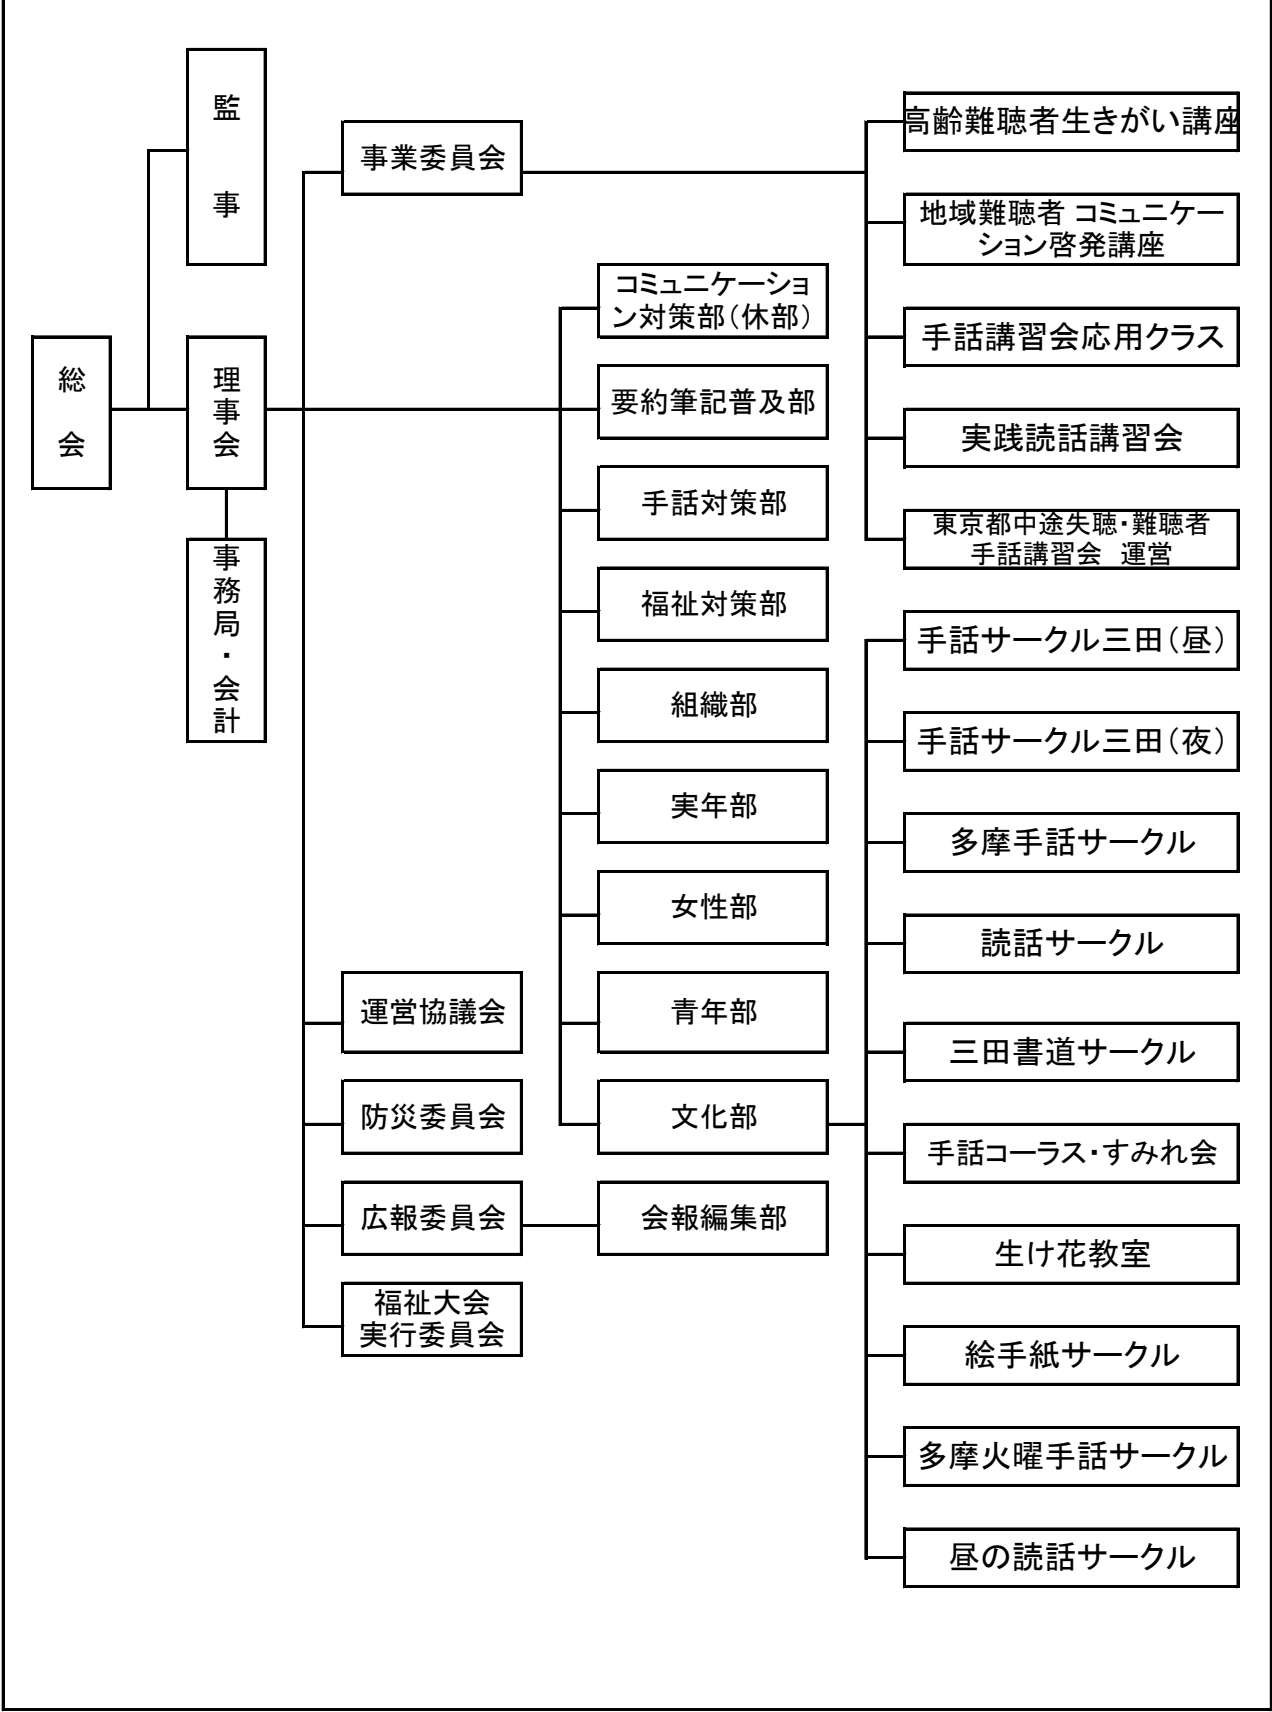 監事
総会
理事会
事務局・会計
事業委員会
運営協議会
防災委員会
広報委員会
福祉大会
実行委員会
コミュニケーショ
ン対策部(休部)
要約筆記普及部
手話対策部
福祉対策部
組織部
実年部
女性部
青年部
文化部
会報編集部
高齢難聴者生きがい講座
地域難聴者 コミュニケー
ション啓発講座
手話講習会応用クラス
実践読話講習会
東京都中途失聴・難聴者
手話講習会　運営
手話サークル三田(昼)
手話サークル三田(夜)
多摩手話サークル
読話サークル
三田書道サークル
手話コーラス・すみれ会
生け花教室
絵手紙サークル
多摩火曜手話サークル
昼の読話サークル